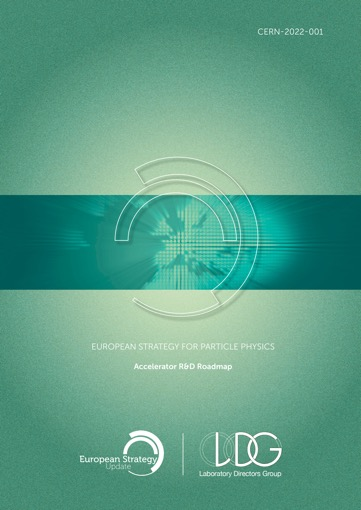 CERN-2022-001
EUROPEAN STRATEGY FOR PARTICLE PHYSICS
Accelerator R&D Roadmap
European Strategy
Update
LDG
Laboratory Directors Group